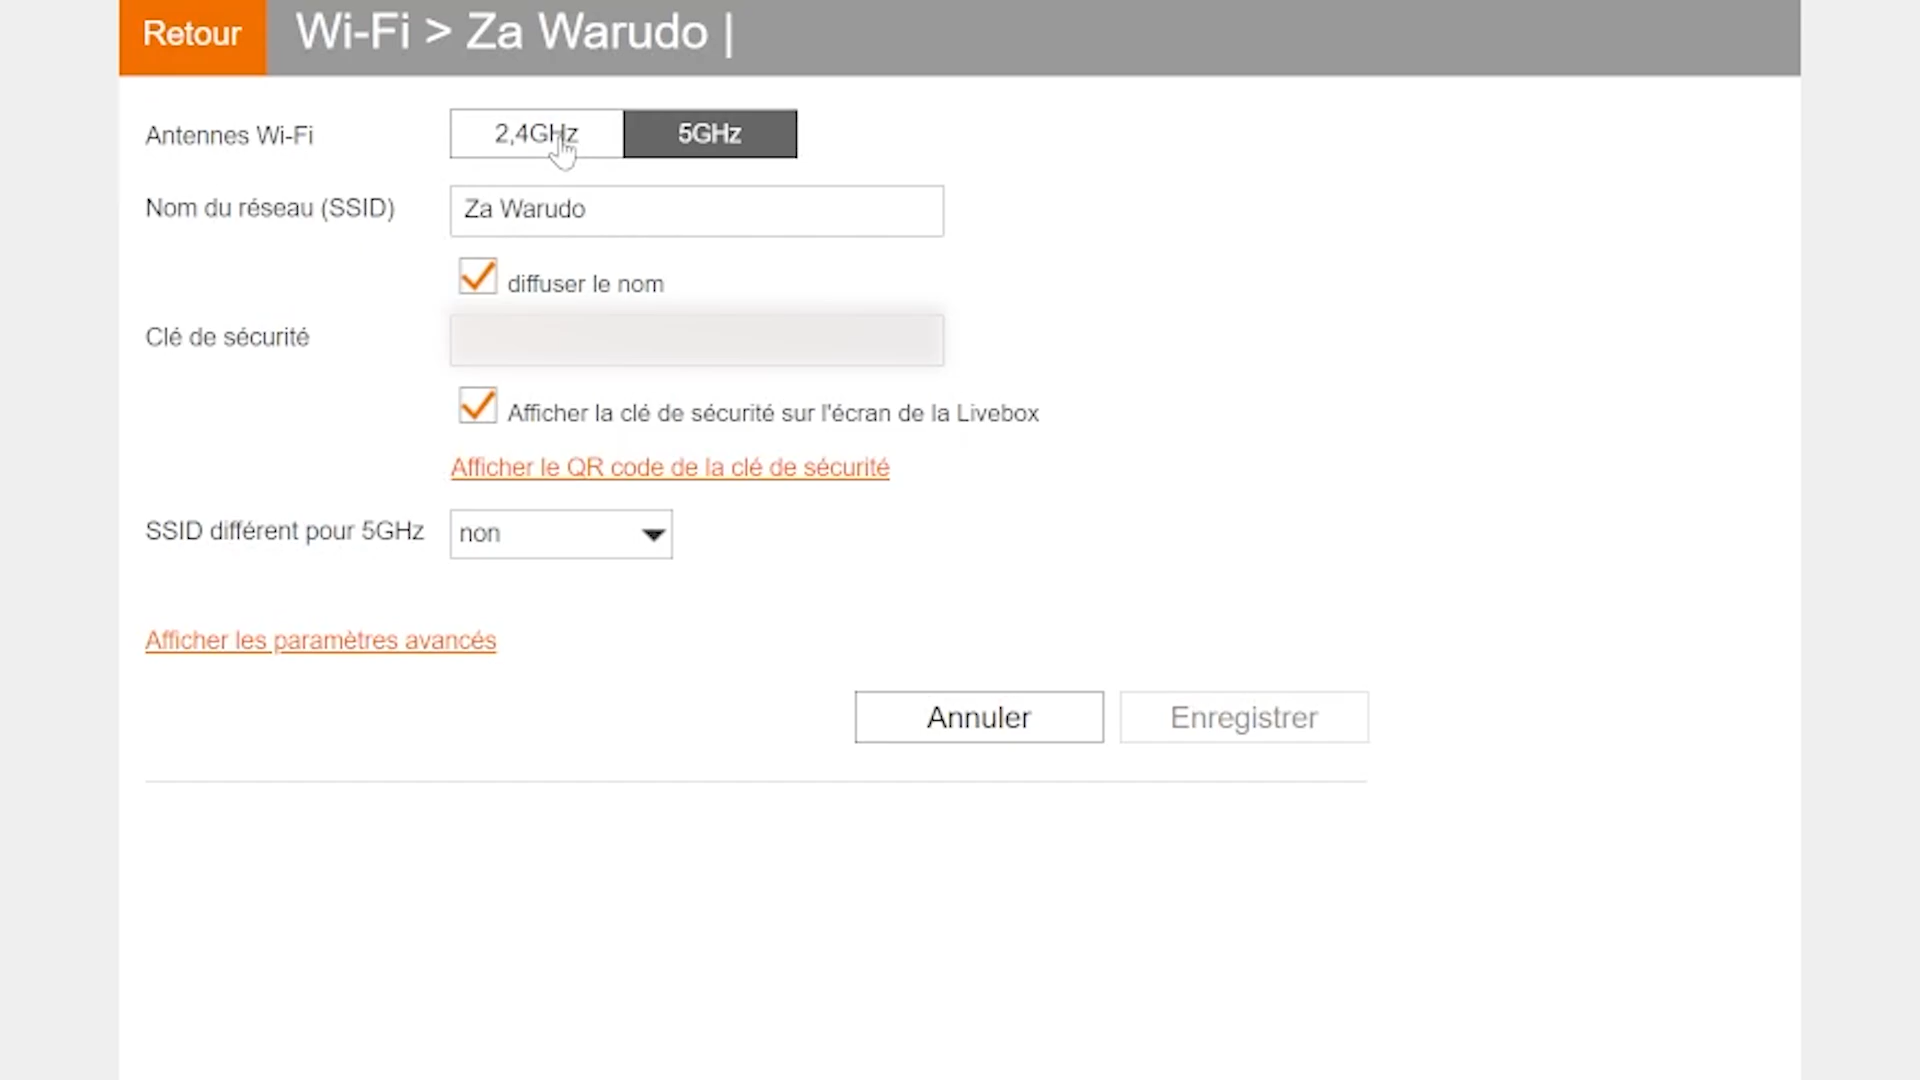 Retour
Wi-Fi > Za Warudo |
Antennes Wi-Fi
2,4GHz
5GHz
Nom du réseau (SSID)
Za Warudo
diffuser le nom
Clé de sécurité
Afficher la clé de sécurité sur l'écran de la Livebox
Afficher le QR code de la clé de sécurité
SSID différent pour 5GHz
non
Afficher les paramètres avancés
Annuler
Enregistrer